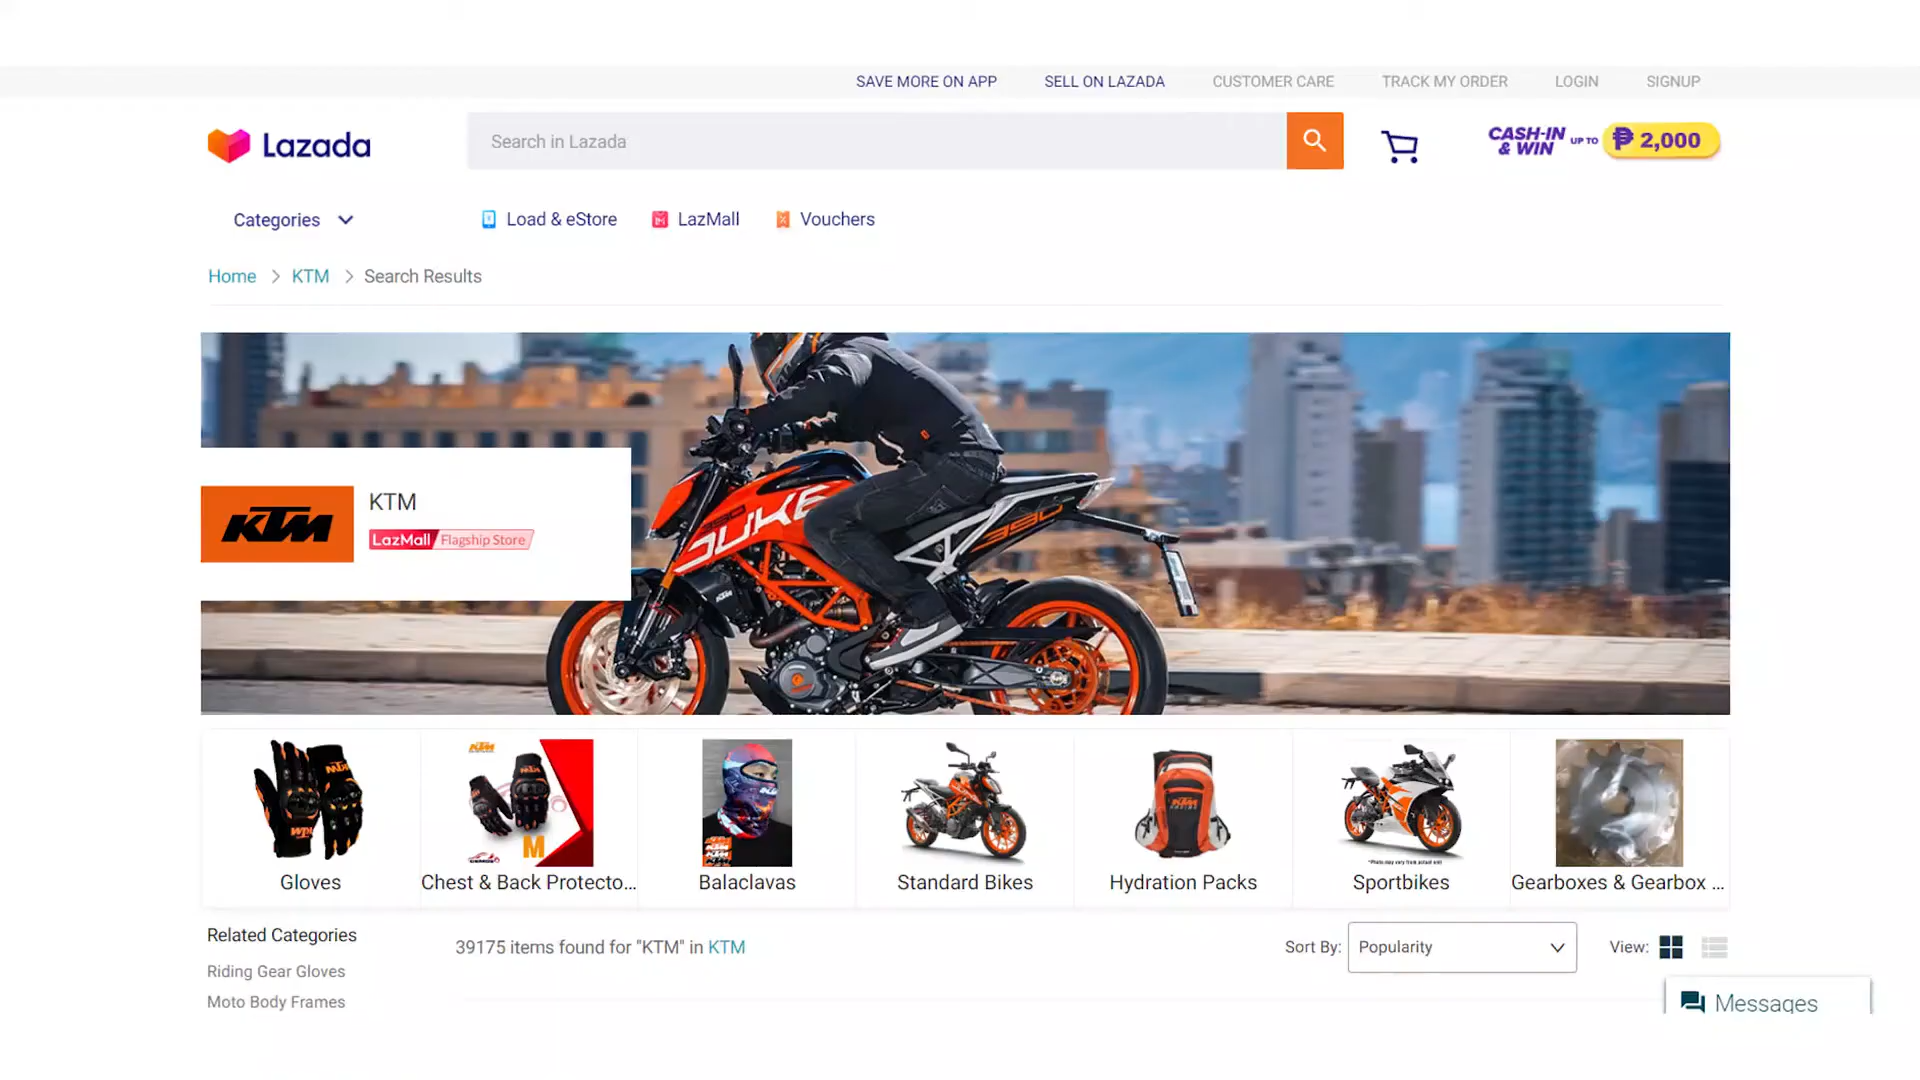 SAVE MORE ON APP SELL ON LAZADA CUSTOMER CARE TRACK MY ORDER LOGIN SIGNUP
Lazada
Search in Lazada
CASH-IN & WIN UP TO ₱ 2,000
Categories
Load & eStore LazMall Vouchers
Home > KTM > Search Results
KTM
KTM
LazMall Flagship Store
DUKE
390
390
KTM
M
KTM
Gloves
Chest & Back Protecto...
Balaclavas
Standard Bikes
Hydration Packs
Sportbikes
Gearboxes & Gearbox ...
Related Categories
Riding Gear Gloves
Moto Body Frames
39175 items found for "KTM" in KTM
Sort By: Popularity
View:
Messages